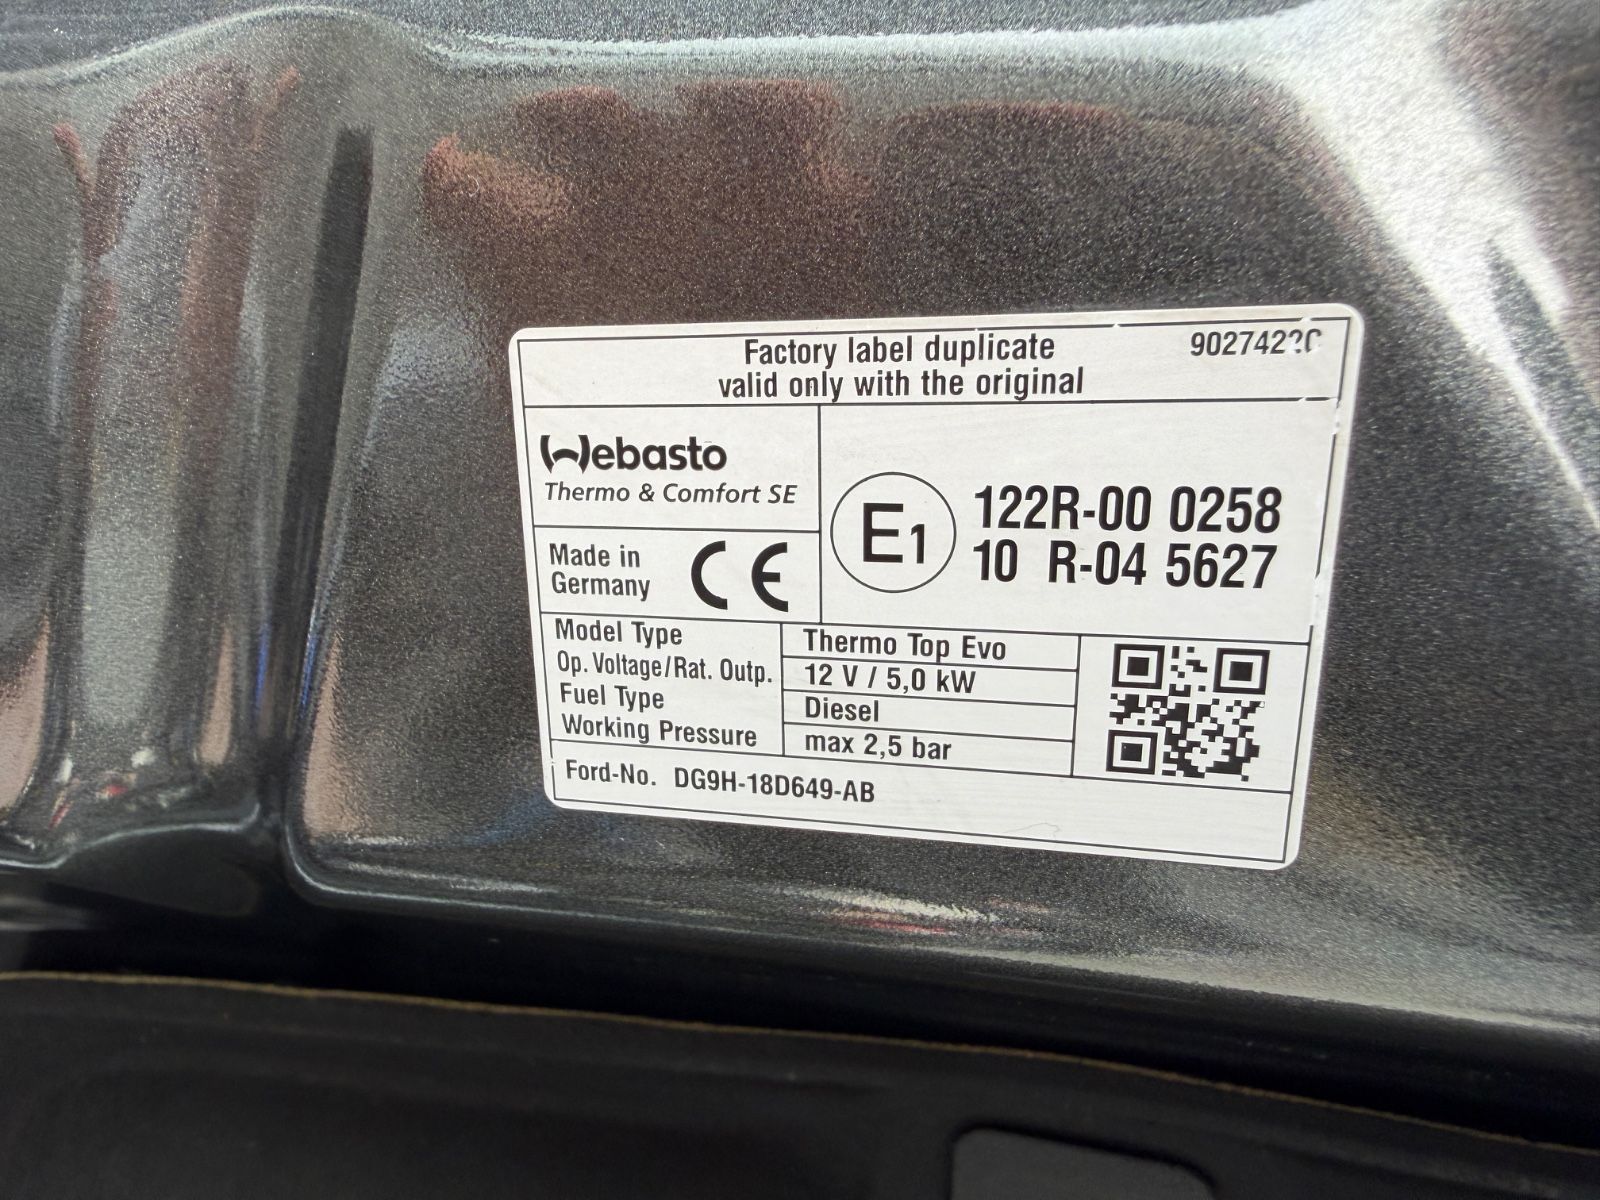 Factory label duplicate
valid only with the original
Webasto
Thermo & Comfort SE
Made in
Germany
CE
E1
122R-00 0258
10 R-04 5627
Model Type Thermo Top Evo
Op. Voltage/Rat. Outp. 12 V / 5,0 kW
Fuel Type Diesel
Working Pressure max 2,5 bar
Ford-No. DG9H-18D649-AB